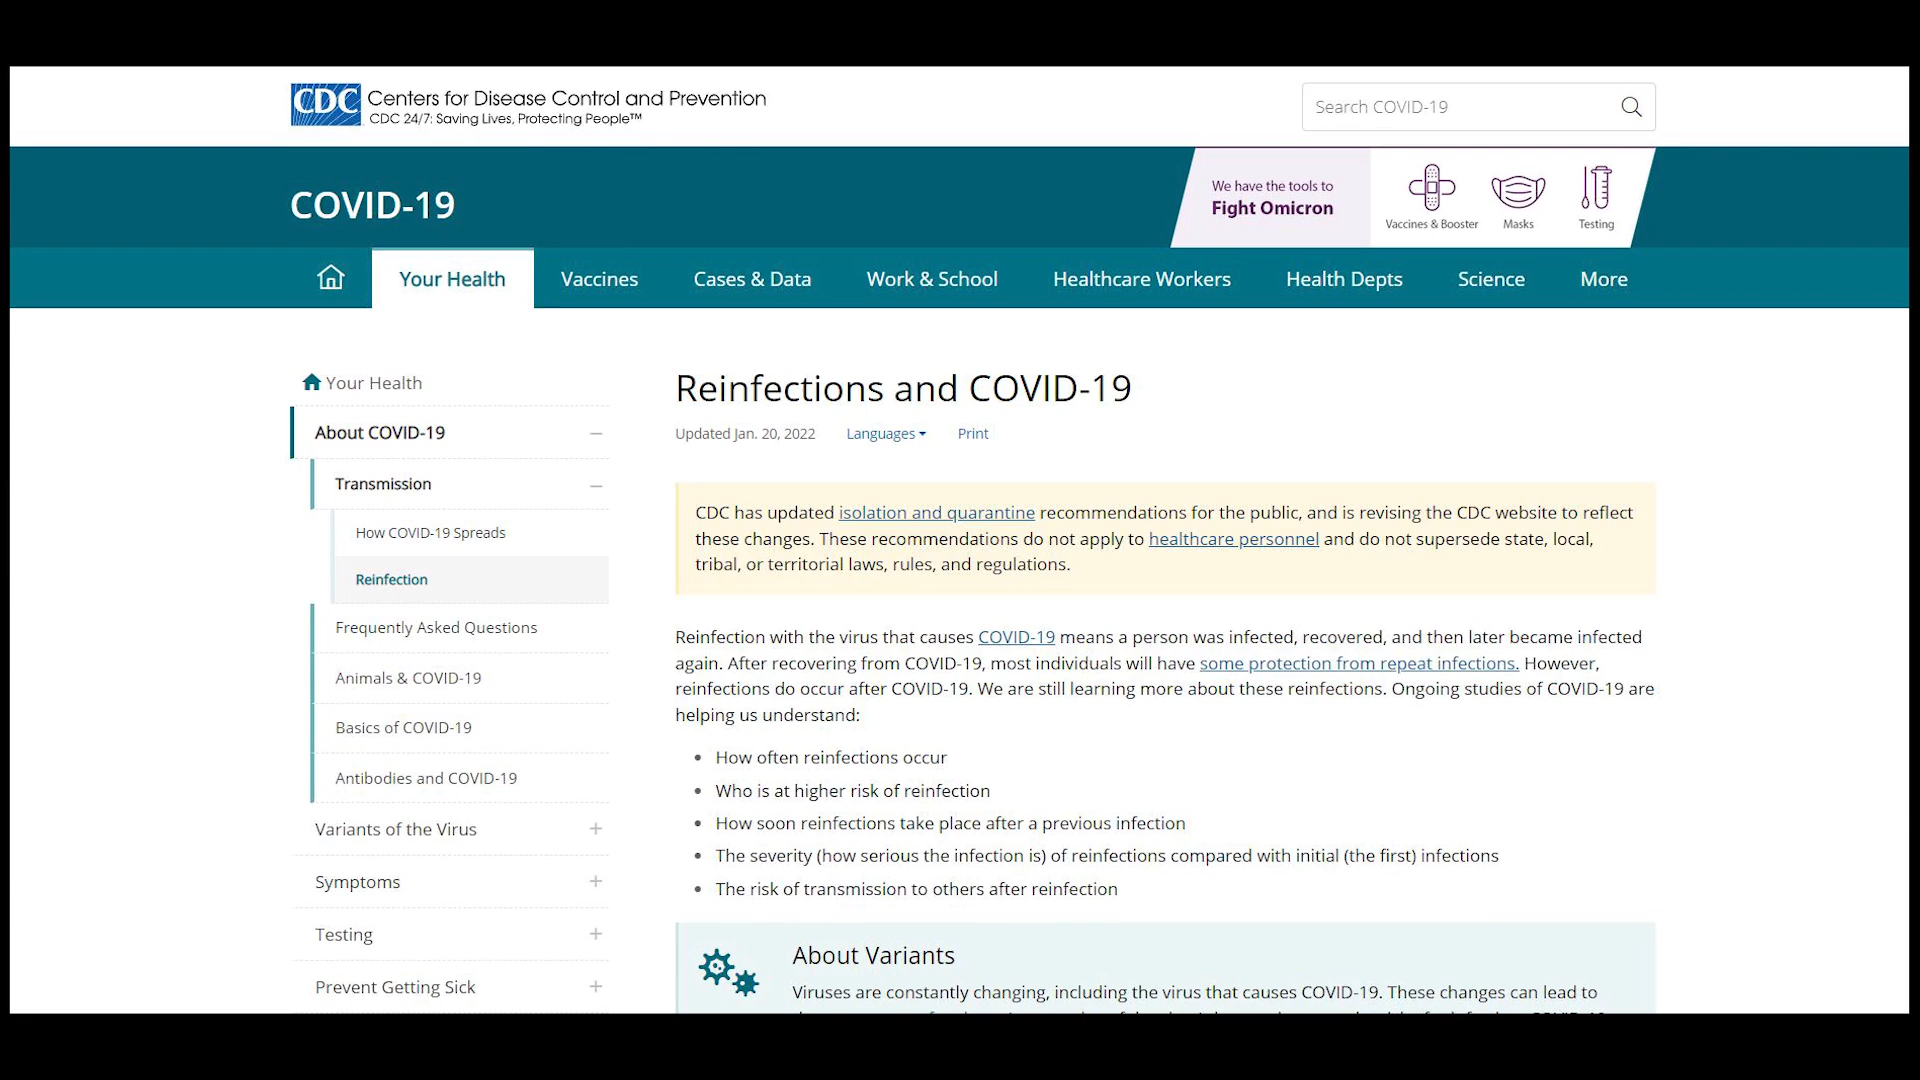 CDC Centers for Disease Control and Prevention
CDC 24/7: Saving Lives, Protecting People™
Search COVID-19
COVID-19
We have the tools to
Fight Omicron
Vaccines & Booster
Masks
Testing
Your Health
Vaccines
Cases & Data
Work & School
Healthcare Workers
Health Depts
Science
More
Your Health
About COVID-19
Transmission
How COVID-19 Spreads
Reinfection
Frequently Asked Questions
Animals & COVID-19
Basics of COVID-19
Antibodies and COVID-19
Variants of the Virus
Symptoms
Testing
Prevent Getting Sick
Reinfections and COVID-19
Updated Jan. 20, 2022
Languages
Print
CDC has updated isolation and quarantine recommendations for the public, and is revising the CDC website to reflect
these changes. These recommendations do not apply to healthcare personnel and do not supersede state, local,
tribal, or territorial laws, rules, and regulations.
Reinfection with the virus that causes COVID-19 means a person was infected, recovered, and then later became infected
again. After recovering from COVID-19, most individuals will have some protection from repeat infections. However,
reinfections do occur after COVID-19. We are still learning more about these reinfections. Ongoing studies of COVID-19 are
helping us understand:
• How often reinfections occur
• Who is at higher risk of reinfection
• How soon reinfections take place after a previous infection
• The severity (how serious the infection is) of reinfections compared with initial (the first) infections
• The risk of transmission to others after reinfection
About Variants
Viruses are constantly changing, including the virus that causes COVID-19. These changes can lead to